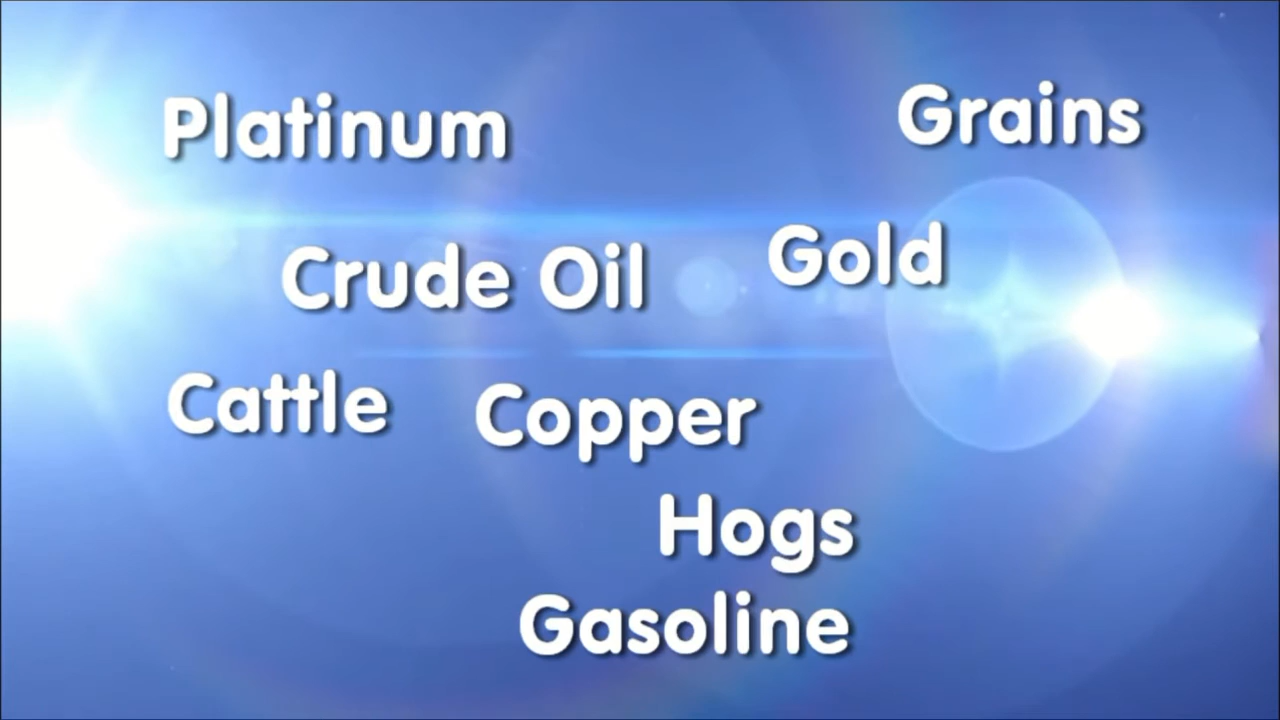 Platinum
Grains
Crude Oil
Gold
Cattle
Copper
Hogs
Gasoline